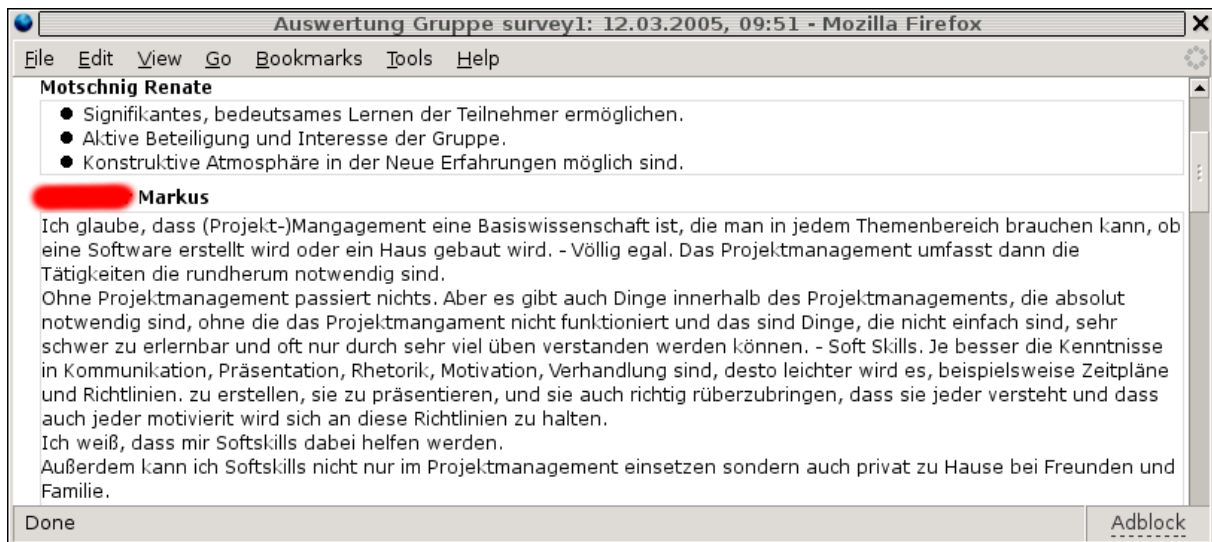 Auswertung Gruppe survey1: 12.03.2005, 09:51 - Mozilla Firefox
File Edit View Go Bookmarks Tools Help
Motschnig Renate
● Signifikantes, bedeutsames Lernen der Teilnehmer ermöglichen.
● Aktive Beteiligung und Interesse der Gruppe.
● Konstruktive Atmosphäre in der Neue Erfahrungen möglich sind.
Markus
Ich glaube, dass (Projekt-)Mangagement eine Basiswissenschaft ist, die man in jedem Themenbereich brauchen kann, ob
eine Software erstellt wird oder ein Haus gebaut wird. - Völlig egal. Das Projektmanagement umfasst dann die
Tätigkeiten die rundherum notwendig sind.
Ohne Projektmanagement passiert nichts. Aber es gibt auch Dinge innerhalb des Projektmanagements, die absolut
notwendig sind, ohne die das Projektmangament nicht funktioniert und das sind Dinge, die nicht einfach sind, sehr
schwer zu erlernbar und oft nur durch sehr viel üben verstanden werden können. - Soft Skills. Je besser die Kenntnisse
in Kommunikation, Präsentation, Rhetorik, Motivation, Verhandlung sind, desto leichter wird es, beispielsweise Zeitpläne
und Richtlinien. zu erstellen, sie zu präsentieren, und sie auch richtig rüberzubringen, dass sie jeder versteht und dass
auch jeder motivierit wird sich an diese Richtlinien zu halten.
Ich weiß, dass mir Softskills dabei helfen werden.
Außerdem kann ich Softskills nicht nur im Projektmanagement einsetzen sondern auch privat zu Hause bei Freunden und
Familie.
Done Adblock